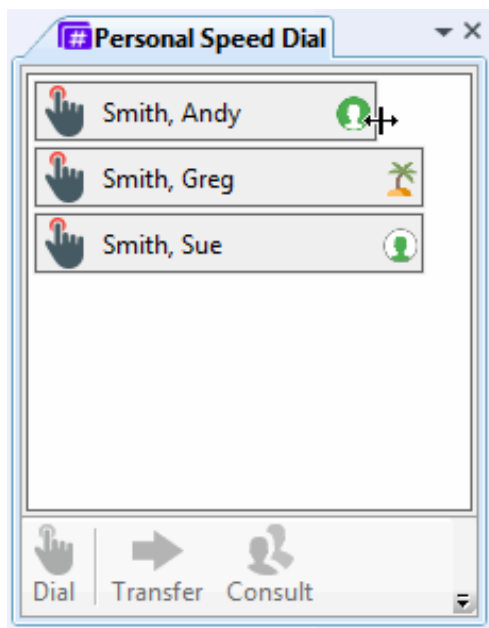 # Personal Speed Dial
Smith, Andy
Smith, Greg
Smith, Sue
Dial Transfer Consult